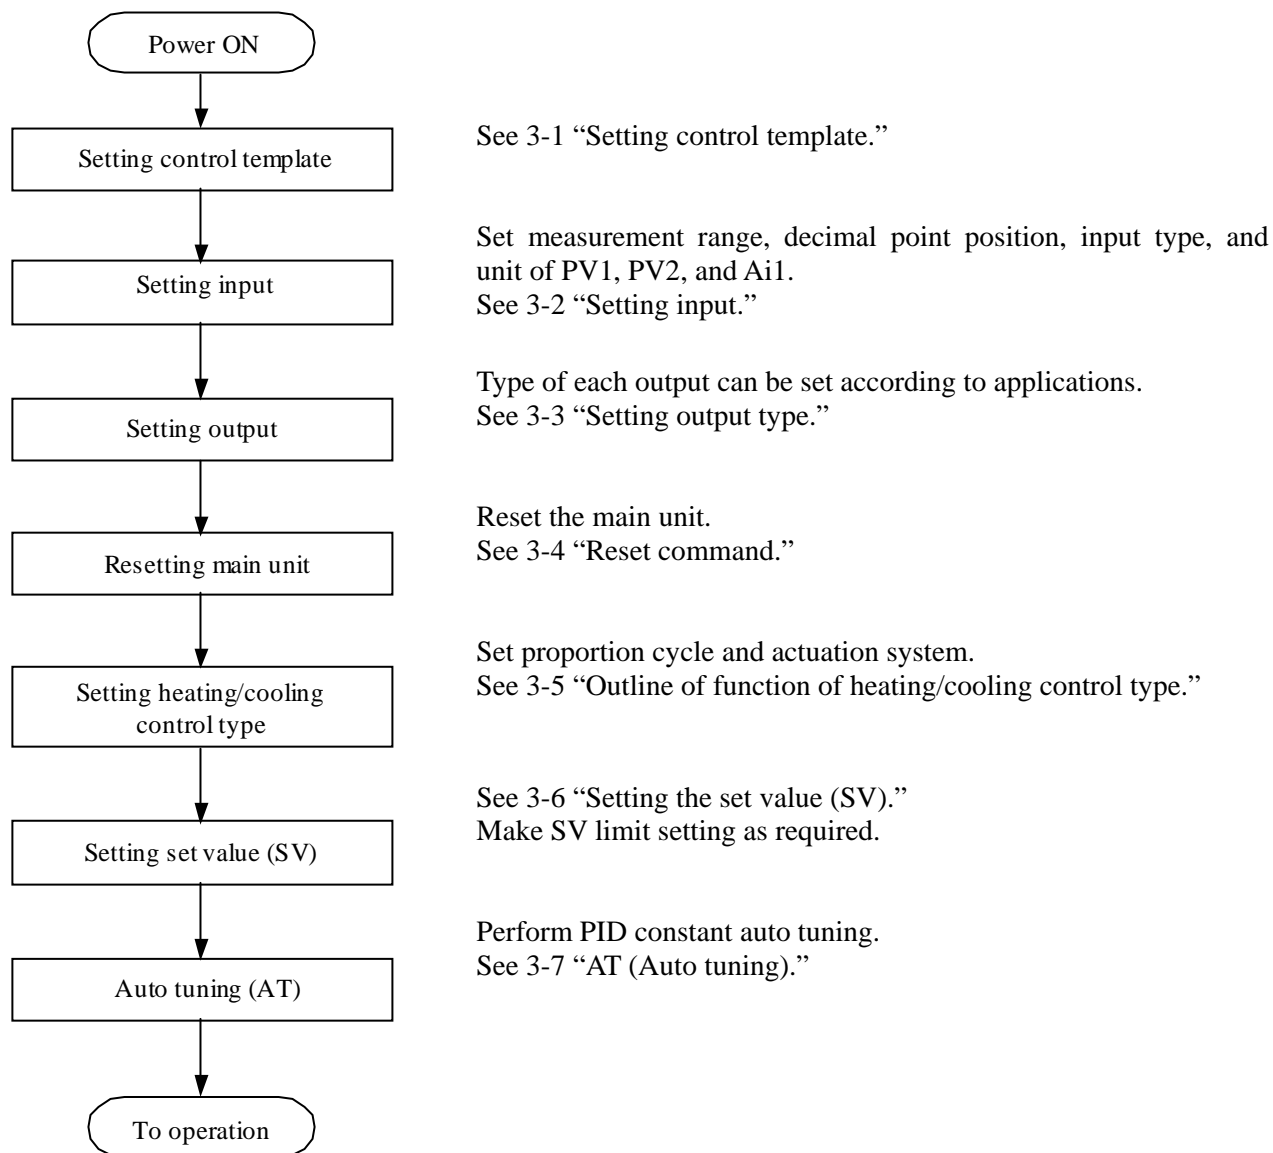 Power ON
Setting control template
See 3-1 “Setting control template.”
Setting input
Set measurement range, decimal point position, input type, and
unit of PV1, PV2, and Ai1.
See 3-2 “Setting input.”
Setting output
Type of each output can be set according to applications.
See 3-3 “Setting output type.”
Resetting main unit
Reset the main unit.
See 3-4 “Reset command.”
Setting heating/cooling
control type
Set proportion cycle and actuation system.
See 3-5 “Outline of function of heating/cooling control type.”
Setting set value (SV)
See 3-6 “Setting the set value (SV).”
Make SV limit setting as required.
Auto tuning (AT)
Perform PID constant auto tuning.
See 3-7 “AT (Auto tuning).”
To operation